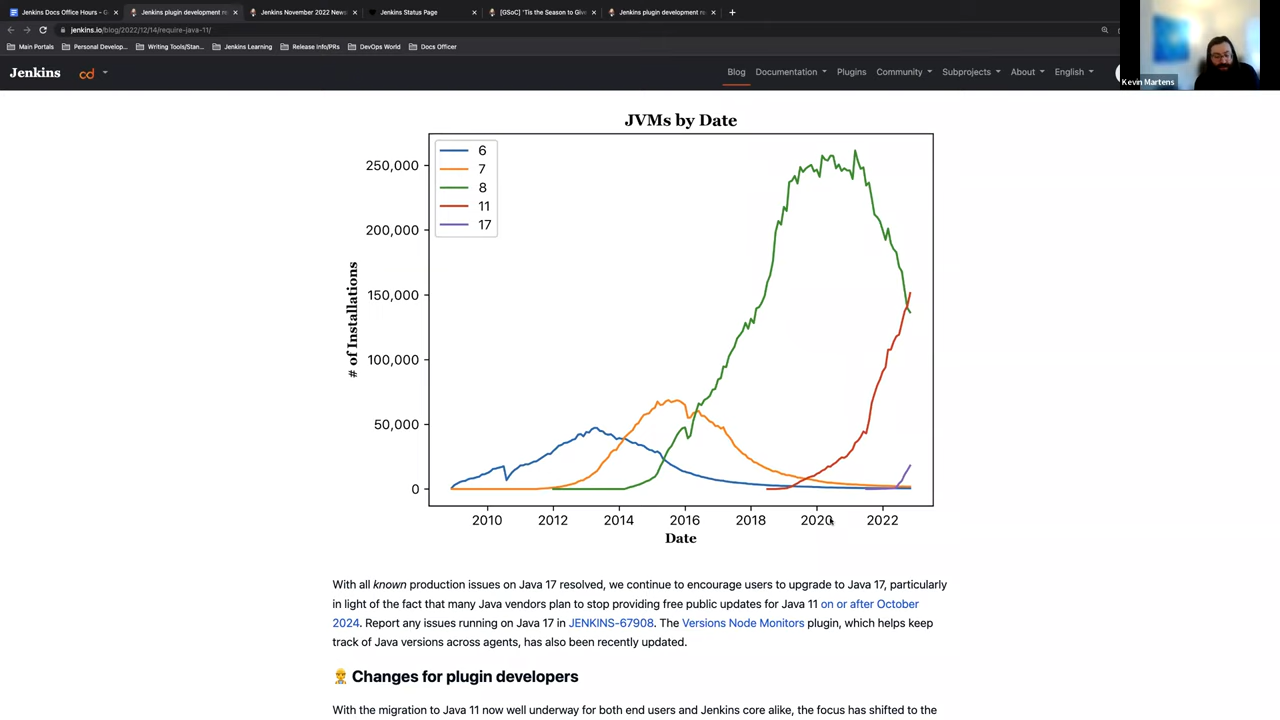 Jenkins Docs Office Hours - G
Jenkins plugin development re
Jenkins November 2022 News
Jenkins Status Page
[GSoC] 'Tis the Season to Give
Jenkins plugin development re
jenkins.io/blog/2022/12/14/require-java-11/
Main Portals
Personal Develop...
Writing Tools/Stan...
Jenkins Learning
Release Info/PRs
DevOps World
Docs Officer
Kevin Martens
Jenkins
cd
Blog
Documentation
Plugins
Community
Subprojects
About
English
JVMs by Date
6
7
8
11
17
250,000
200,000
150,000
100,000
50,000
0
# of Installations
2010
2012
2014
2016
2018
2020
2022
Date
With all known production issues on Java 17 resolved, we continue to encourage users to upgrade to Java 17, particularly
in light of the fact that many Java vendors plan to stop providing free public updates for Java 11 on or after October
2024. Report any issues running on Java 17 in JENKINS-67908. The Versions Node Monitors plugin, which helps keep
track of Java versions across agents, has also been recently updated.
Changes for plugin developers
With the migration to Java 11 now well underway for both end users and Jenkins core alike, the focus has shifted to the